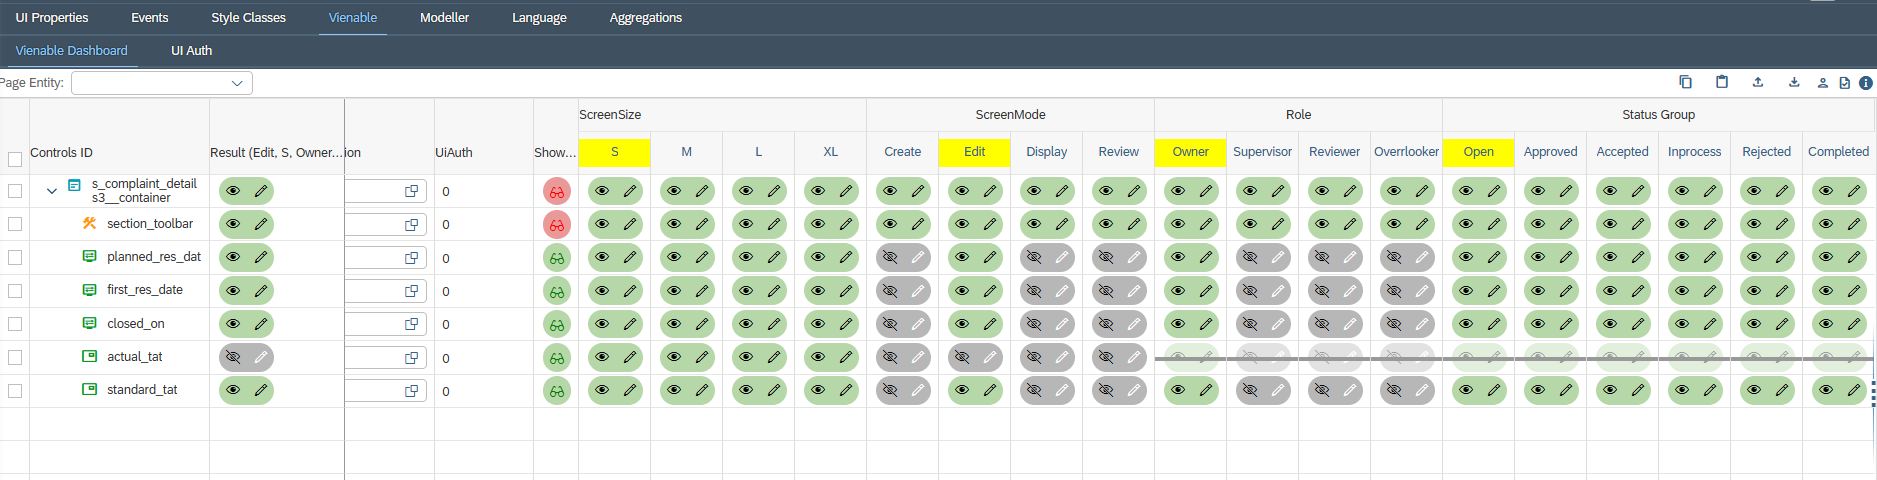 UI Properties Events Style Classes Vienable Modeller Language Aggregations
Vienable Dashboard UI Auth
Page Entity:
ScreenSize ScreenMode Role Status Group
Controls ID Result (Edit, S, Owner... ion UiAuth Show... S M L XL Create Edit Display Review Owner Supervisor Reviewer Overrlooker Open Approved Accepted Inprocess Rejected Completed
s_complaint_detail
s3__container 0
section_toolbar 0
planned_res_dat 0
first_res_date 0
closed_on 0
actual_tat 0
standard_tat 0